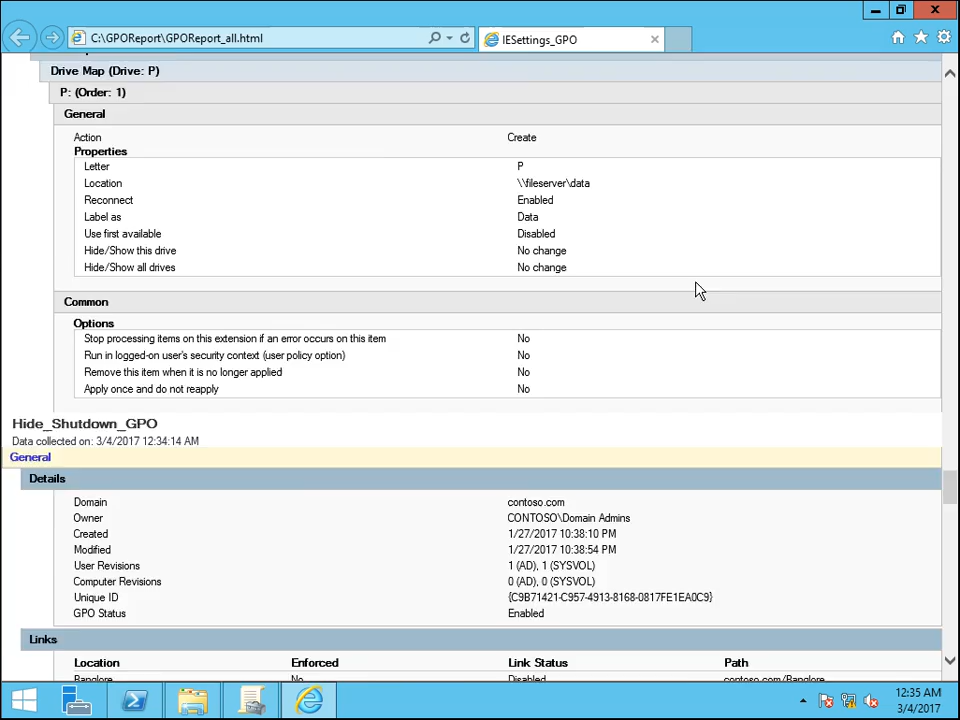 C:\GPOReport\GPOReport_all.html
IESettings_GPO
Drive Map (Drive: P)
P: (Order: 1)
General
Action Create
Properties
Letter P
Location \\fileserver\data
Reconnect Enabled
Label as Data
Use first available Disabled
Hide/Show this drive No change
Hide/Show all drives No change
Common
Options
Stop processing items on this extension if an error occurs on this item No
Run in logged-on user's security context (user policy option) No
Remove this item when it is no longer applied No
Apply once and do not reapply No
Hide_Shutdown_GPO
Data collected on: 3/4/2017 12:34:14 AM
General
Details
Domain contoso.com
Owner CONTOSO\Domain Admins
Created 1/27/2017 10:38:10 PM
Modified 1/27/2017 10:38:54 PM
User Revisions 1 (AD), 1 (SYSVOL)
Computer Revisions 0 (AD), 0 (SYSVOL)
Unique ID {C9B71421-C957-4913-8168-0817FE1EA0C9}
GPO Status Enabled
Links
Location Enforced Link Status Path
Banglore No Disabled contoso.com/Banglore
12:35 AM
3/4/2017